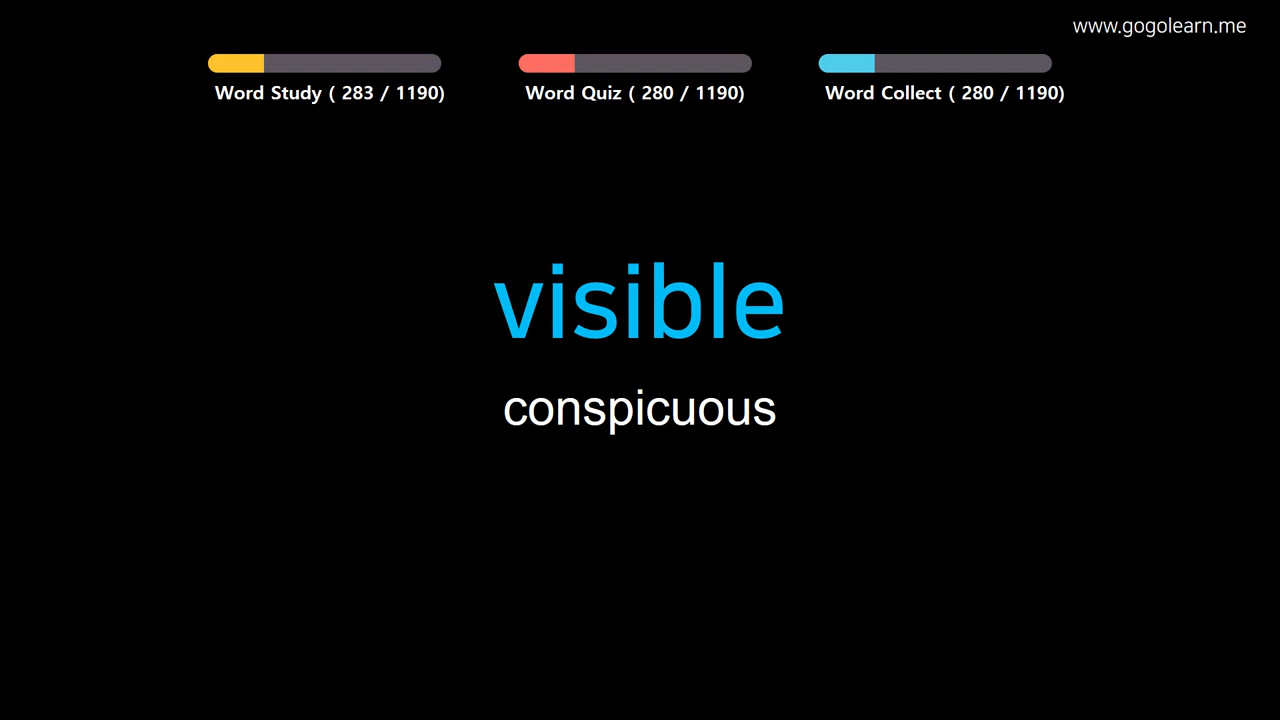 www.gogolearn.me
Word Study ( 283 / 1190)
Word Quiz ( 280 / 1190)
Word Collect ( 280 / 1190)
visible
conspicuous